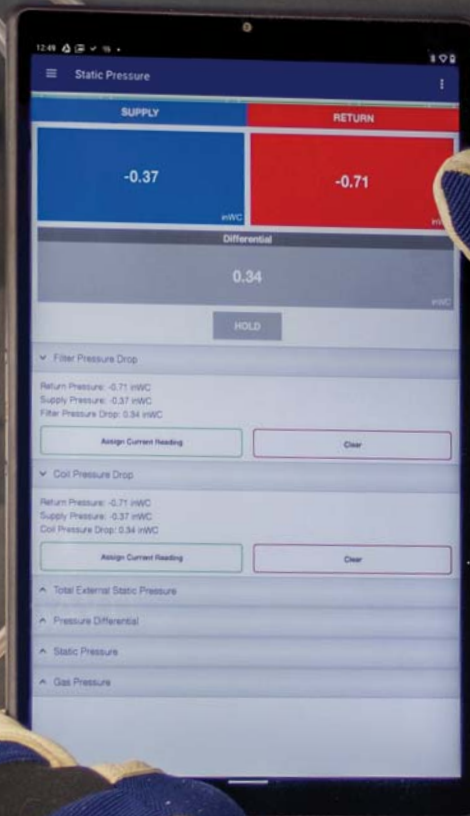 12:49
Static Pressure
SUPPLY
RETURN
-0.37
-0.71
inWC
Differential
0.34
inWC
HOLD
Filter Pressure Drop
Return Pressure: -0.71 inWC
Supply Pressure: -0.37 inWC
Filter Pressure Drop: 0.34 inWC
Assign Current Reading
Clear
Coil Pressure Drop
Return Pressure: -0.71 inWC
Supply Pressure: -0.37 inWC
Coil Pressure Drop: 0.34 inWC
Assign Current Reading
Clear
Total External Static Pressure
Pressure Differential
Static Pressure
Gas Pressure